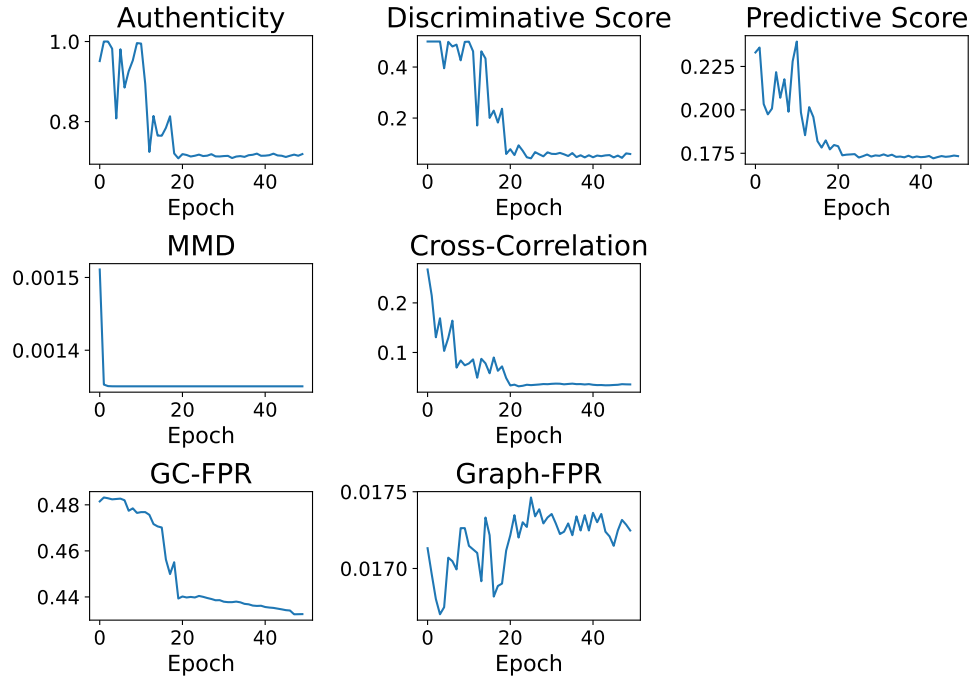 Authenticity
1.0
0.8
0
20
40
Epoch
Discriminative Score
0.4
0.2
0
20
40
Epoch
Predictive Score
0.225
0.200
0.175
0
20
40
Epoch
MMD
0.0015
0.0014
0
20
40
Epoch
Cross-Correlation
0.2
0.1
0
20
40
Epoch
GC-FPR
0.48
0.46
0.44
0
20
40
Epoch
Graph-FPR
0.0175
0.0170
0
20
40
Epoch